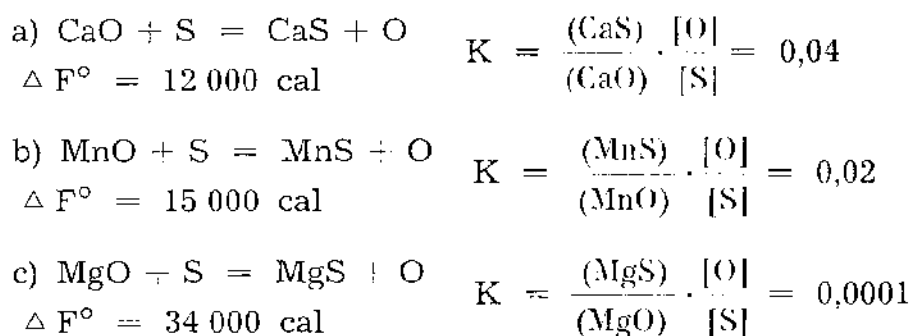 a) CaO + S = CaS + O K = (CaS)/(CaO) · [O]/[S] = 0,04
△ F° = 12 000 cal
b) MnO + S = MnS + O K = (MnS)/(MnO) · [O]/[S] = 0,02
△ F° = 15 000 cal
c) MgO + S = MgS + O K = (MgS)/(MgO) · [O]/[S] = 0,0001
△ F° = 34 000 cal